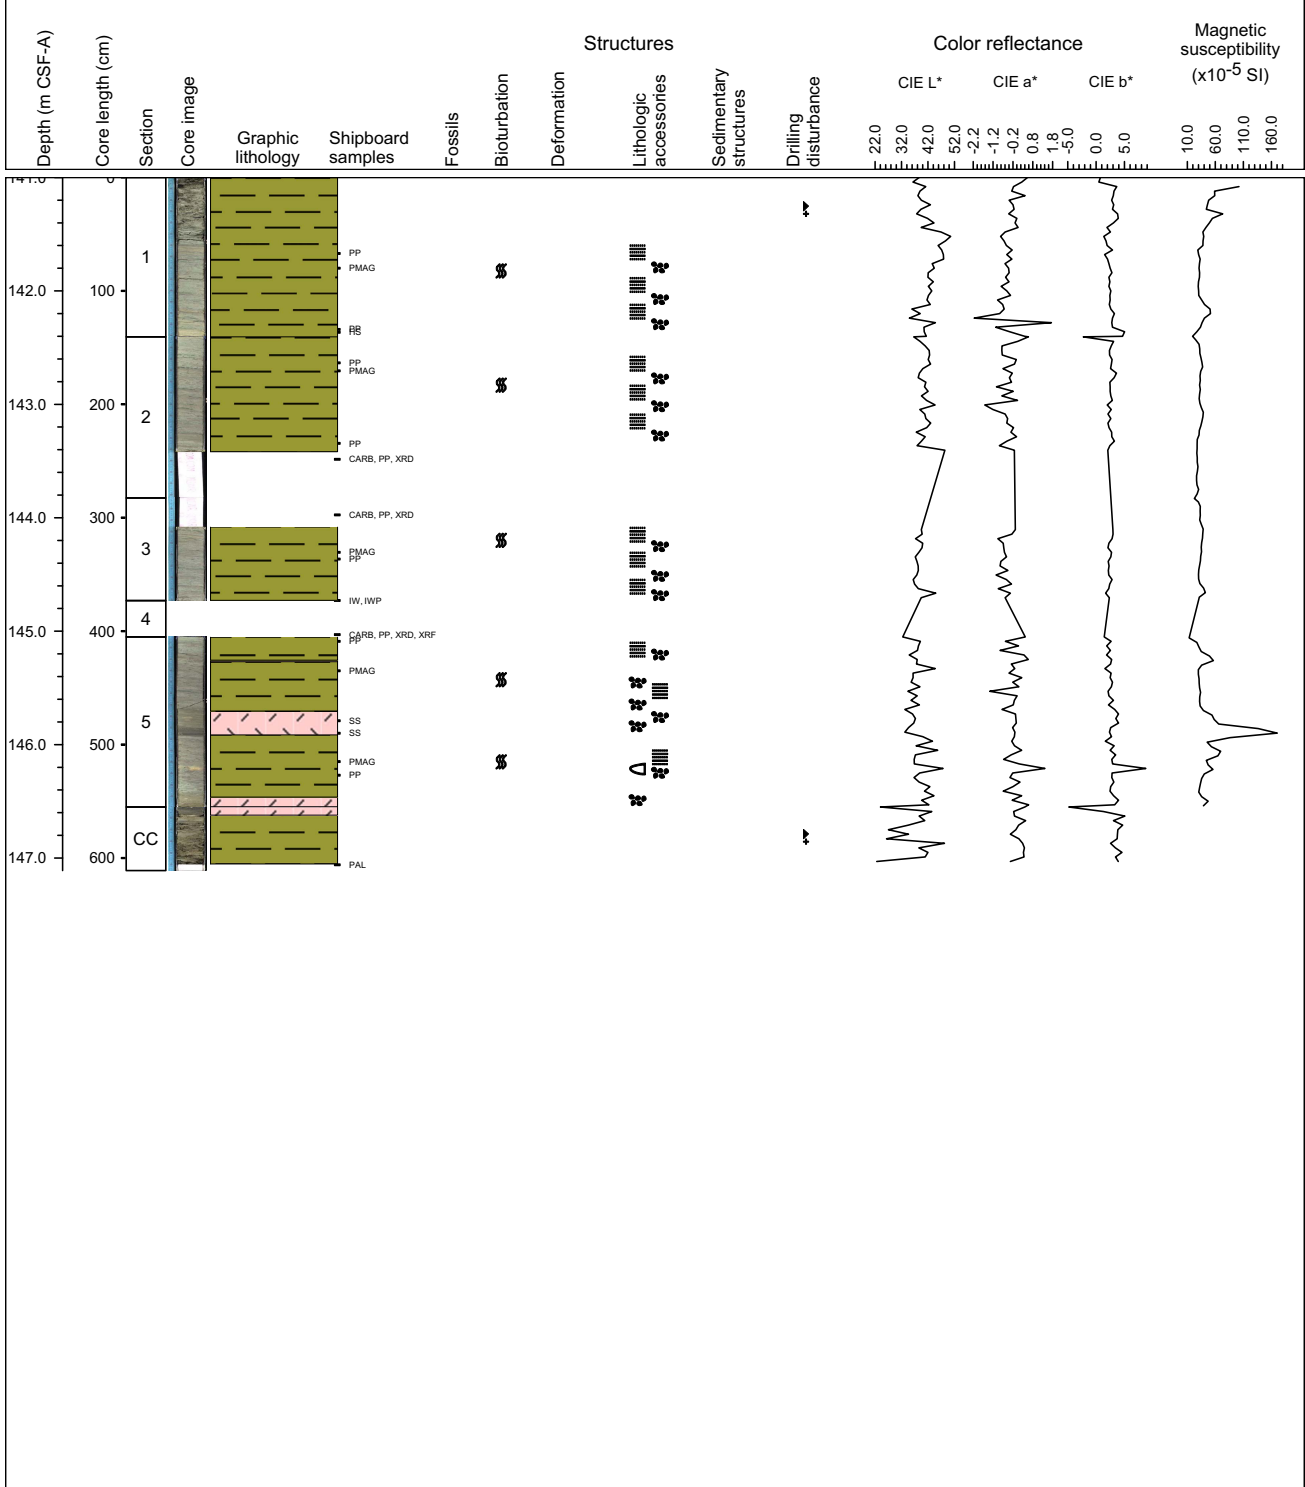 Depth (m CSF-A)
Core length (cm)
Section
Core image
Graphic
lithology
Shipboard
samples
Fossils
Structures
Bioturbation
Deformation
Lithologic
accessories
Sedimentary
structures
Drilling
disturbance
Color reflectance
CIE L*
CIE a*
CIE b*
Magnetic
susceptibility
(x10-5 SI)
22.0 32.0 42.0 52.0
-2.2 -1.2 -0.2 0.8 1.8
-5.0 0.0 5.0
10.0 60.0 110.0 160.0
141.0 0
PP
1
PMAG
142.0 100
PP
HS
PP
PMAG
143.0 200
2
PP
CARB, PP, XRD
144.0 300
CARB, PP, XRD
3
PMAG
PP
IW, IWP
4
145.0 400
CARB, PP, XRD, XRF
PP
PMAG
5
SS
SS
146.0 500
PMAG
PP
CC
147.0 600
PAL